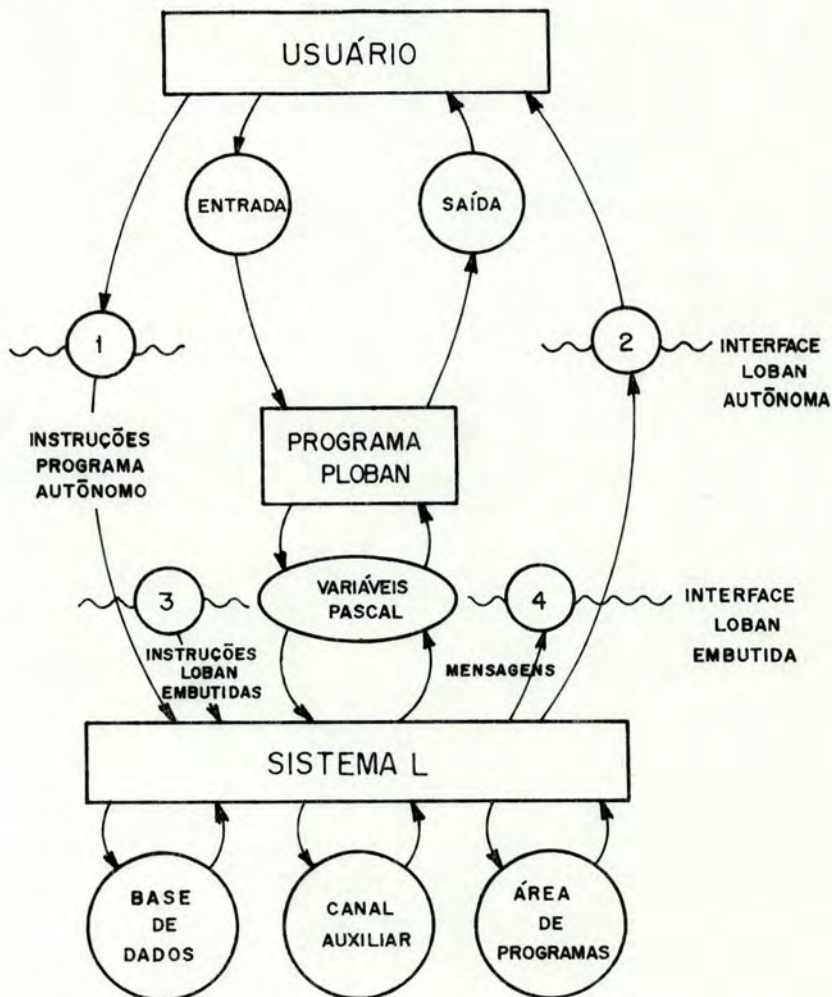 USUÁRIO
ENTRADA
SAÍDA
1
2
INTERFACE
LOBAN
AUTÔNOMA
INSTRUÇÕES
PROGRAMA
AUTÔNOMO
PROGRAMA
PLOBAN
3
VARIÁVEIS
PASCAL
4
INTERFACE
LOBAN
EMBUTIDA
INSTRUÇÕES
LOBAN
EMBUTIDAS
MENSAGENS
SISTEMA L
BASE
DE
DADOS
CANAL
AUXILIAR
ÁREA
DE
PROGRAMAS